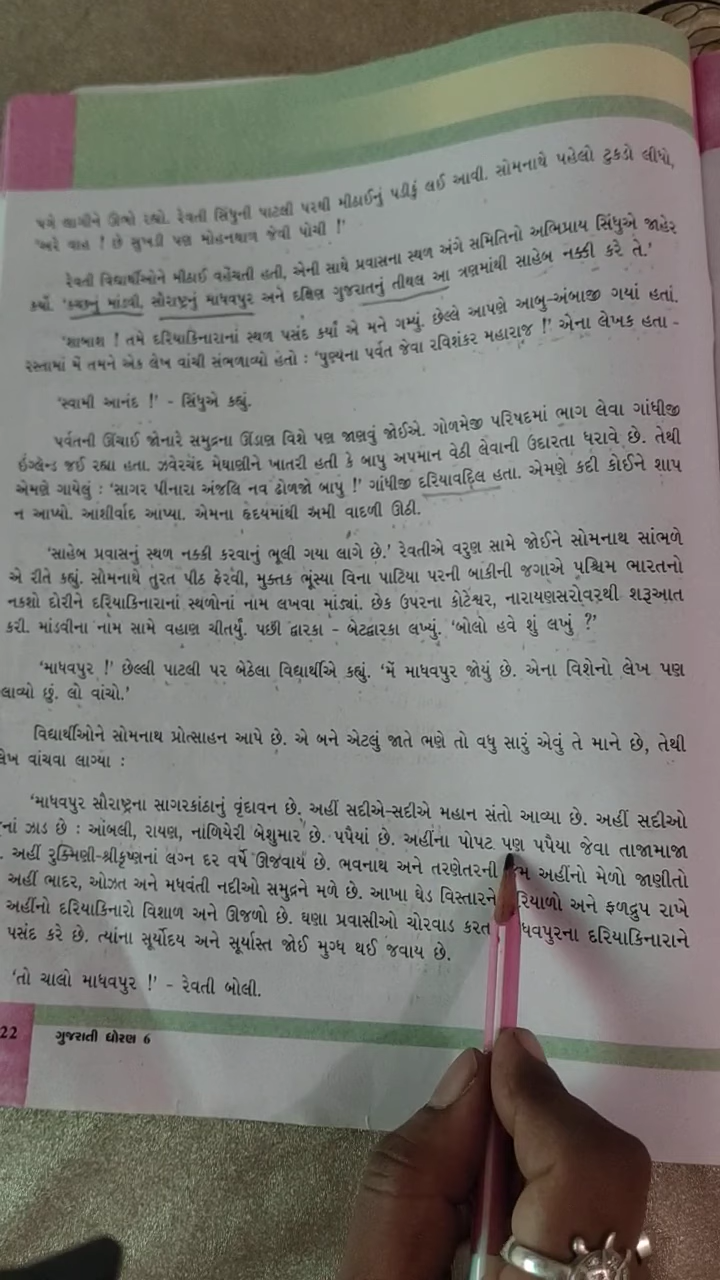 પગે લાગીને ઊભો રહ્યો. રેવતી સિંધુની પાટલી પરથી મીઠાઈનું પડીકું લઈ આવી. સોમનાથે પહેલો ટુકડો લીધો,
'અરે વાહ ! છે સુખડી પણ મોહનથાળ જેવી પોચી !'
રેવતી વિદ્યાર્થીઓને મીઠાઈ વહેંચતી હતી, એની સાથે પ્રવાસના સ્થળ અંગે સમિતિનો અભિપ્રાય સિંધુએ જાહેર
કર્યો. 'કચ્છનું માંડવી, સૌરાષ્ટ્રનું માધવપુર અને દક્ષિણ ગુજરાતનું તીથલ આ ત્રણમાંથી સાહેબ નક્કી કરે તે.'
'શાબાશ ! તમે દરિયાકિનારાનાં સ્થળ પસંદ કર્યાં એ મને ગમ્યું. છેલ્લે આપણે આબુ-અંબાજી ગયાં હતાં.
રસ્તામાં મેં તમને એક લેખ વાંચી સંભળાવ્યો હતો : 'પુણ્યના પર્વત જેવા રવિશંકર મહારાજ !' એના લેખક હતા -
'સ્વામી આનંદ !' - સિંધુએ કહ્યું.
પર્વતની ઊંચાઈ જોનારે સમુદ્રના ઊંડાણ વિશે પણ જાણવું જોઈએ. ગોળમેજી પરિષદમાં ભાગ લેવા ગાંધીજી
ઇંગ્લેન્ડ જઈ રહ્યા હતા. ઝવેરચંદ મેઘાણીને ખાતરી હતી કે બાપુ અપમાન વેઠી લેવાની ઉદારતા ધરાવે છે. તેથી
એમણે ગાયેલું : 'સાગર પીનારા અંજલિ નવ ઢોળજો બાપુ !' ગાંધીજી દરિયાવદિલ હતા. એમણે કદી કોઈને શાપ
ન આપ્યો. આશીર્વાદ આપ્યા. એમના હૃદયમાંથી અમી વાદળી ઊઠી.
'સાહેબ પ્રવાસનું સ્થળ નક્કી કરવાનું ભૂલી ગયા લાગે છે.' રેવતીએ વરુણ સામે જોઈને સોમનાથ સાંભળે
એ રીતે કહ્યું. સોમનાથે તુરત પીઠ ફેરવી, મુક્તક ભૂંસ્યા વિના પાટિયા પરની બાકીની જગાએ પશ્ચિમ ભારતનો
નકશો દોરીને દરિયાકિનારાનાં સ્થળોનાં નામ લખવા માંડ્યાં. છેક ઉપરના કોટેશ્વર, નારાયણસરોવરથી શરૂઆત
કરી. માંડવીના નામ સામે વહાણ ચીતર્યું. પછી દ્વારકા - બેટદ્વારકા લખ્યું. 'બોલો હવે શું લખું ?'
'માધવપુર !' છેલ્લી પાટલી પર બેઠેલા વિદ્યાર્થીએ કહ્યું. 'મેં માધવપુર જોયું છે. એના વિશેનો લેખ પણ
લાવ્યો છું. લો વાંચો.'
વિદ્યાર્થીઓને સોમનાથ પ્રોત્સાહન આપે છે. એ બને એટલું જાતે ભણે તો વધુ સારું એવું તે માને છે, તેથી
લેખ વાંચવા લાગ્યા :
'માધવપુર સૌરાષ્ટ્રના સાગરકાંઠાનું વૃંદાવન છે. અહીં સદીએ-સદીએ મહાન સંતો આવ્યા છે. અહીં સદીઓ
નાં ઝાડ છે : આંબલી, રાયણ, નાળિયેરી બેશુમાર છે. પપૈયાં છે. અહીંના પોપટ પણ પપૈયા જેવા તાજામાજા
. અહીં રુક્મિણી-શ્રીકૃષ્ણનાં લગ્ન દર વર્ષે ઊજવાય છે. ભવનાથ અને તરણેતરની અહીંનો મેળો જાણીતો
અહીં ભાદર, ઓઝત અને મધવંતી નદીઓ સમુદ્રને મળે છે. આખા ઘેડ વિસ્તારને અને ફળદ્રુપ રાખે
અહીંનો દરિયાકિનારો વિશાળ અને ઊજળો છે. ઘણા પ્રવાસીઓ ચોરવાડ કરતાં દરિયાકિનારાને
પસંદ કરે છે. ત્યાંના સૂર્યોદય અને સૂર્યાસ્ત જોઈ મુગ્ધ થઈ જવાય છે.
'તો ચાલો માધવપુર !' - રેવતી બોલી.
22 ગુજરાતી ધોરણ 6